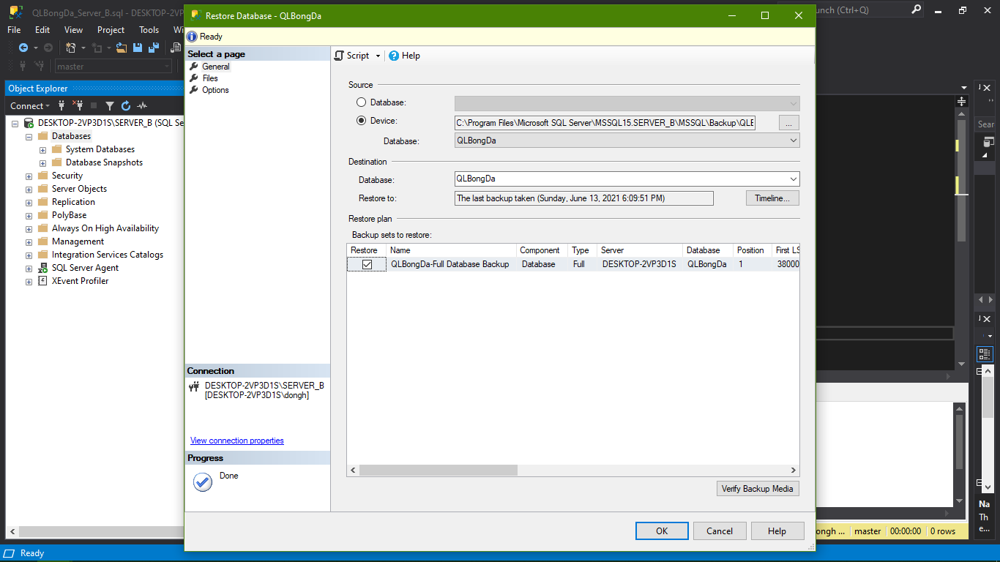 QLBongDa_Server_B.sql - DESKTOP-2VP
Restore Database - QLBongDa
unch (Ctrl+Q)
File Edit View Project Tools
Ready
master
Select a page
General
Files
Options
Script Help
Object Explorer
Connect
DESKTOP-2VP3D1S\SERVER_B (SQL Se
Databases
System Databases
Database Snapshots
Security
Server Objects
Replication
PolyBase
Always On High Availability
Management
Integration Services Catalogs
SQL Server Agent
XEvent Profiler
Source
Database:
Device: C:\Program Files\Microsoft SQL Server\MSSQL15.SERVER_B\MSSQL\Backup\QLB ...
Database: QLBongDa
Destination
Database: QLBongDa
Restore to: The last backup taken (Sunday, June 13, 2021 6:09:51 PM) Timeline...
Restore plan
Backup sets to restore:
Restore Name Component Type Server Database Position First LS
QLBongDa-Full Database Backup Database Full DESKTOP-2VP3D1S QLBongDa 1 38000
Connection
DESKTOP-2VP3D1S\SERVER_B
[DESKTOP-2VP3D1S\dongh]
View connection properties
Progress
Done
Verify Backup Media
OK Cancel Help
Sear
Na
Th
e...
ongh ... master 00:00:00 0 rows
Ready